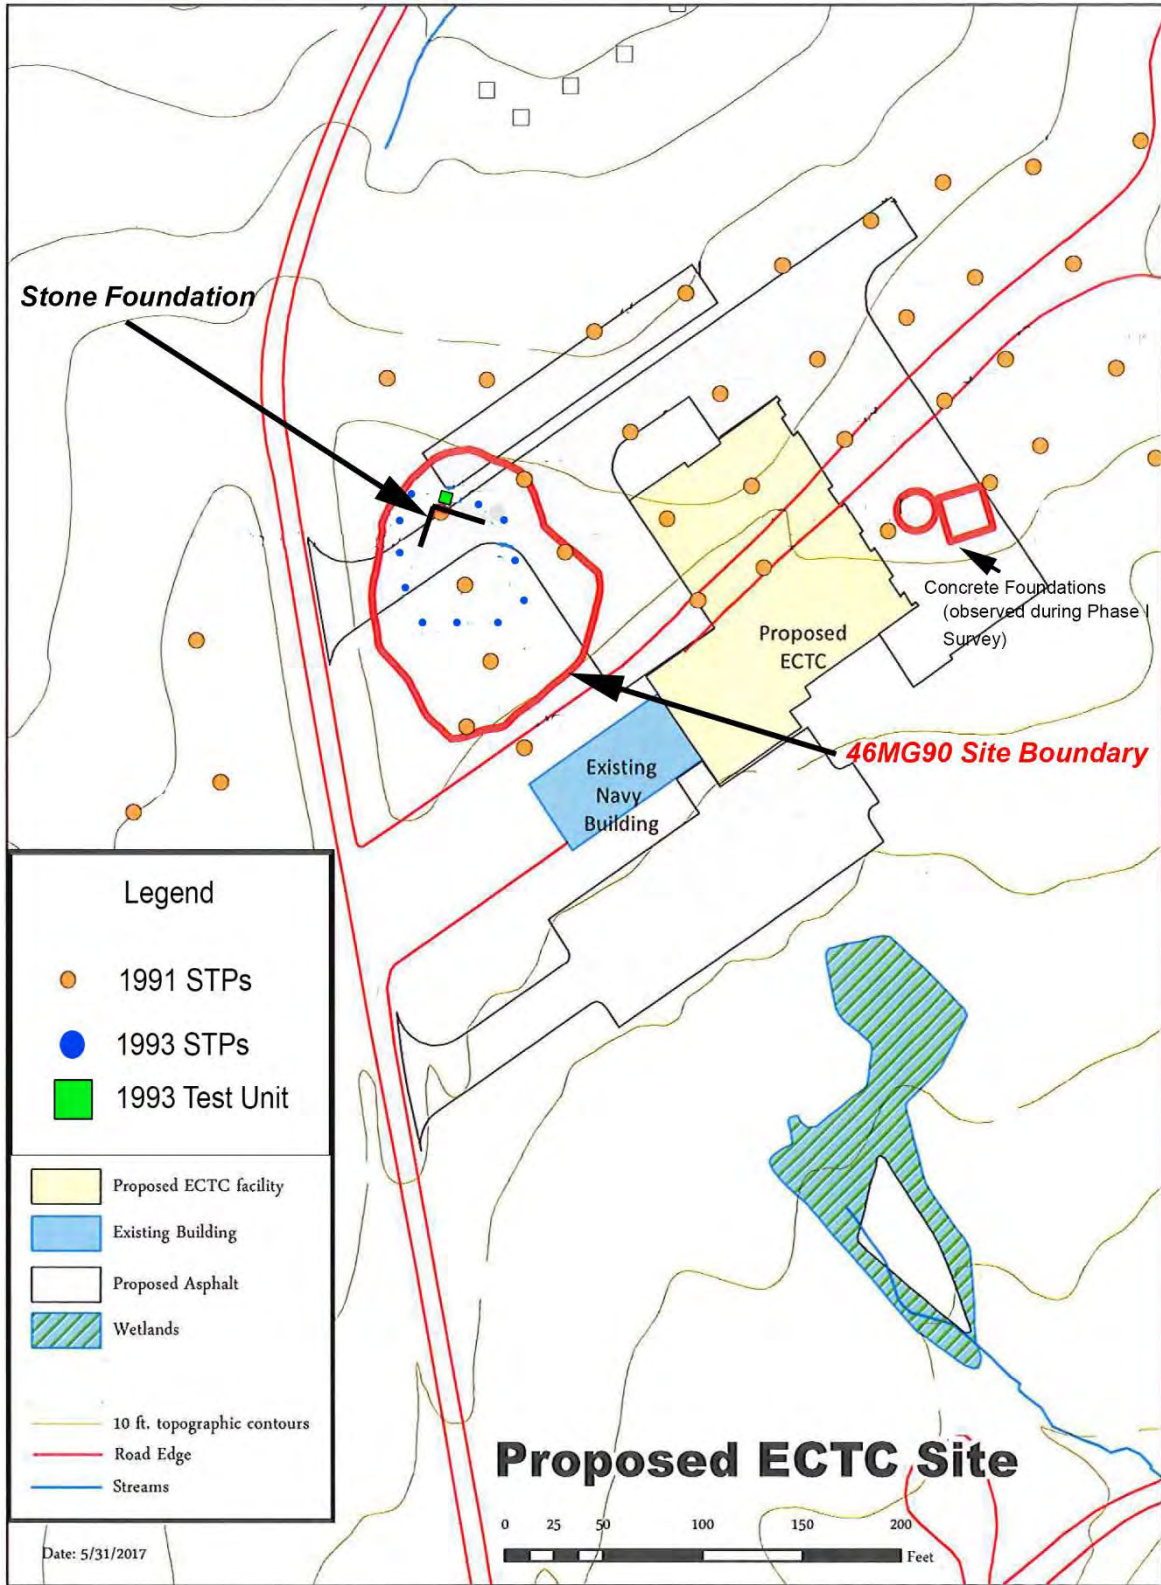 Stone Foundation
Concrete Foundations
(observed during Phase I
Survey)
Proposed
ECTC
46MG90 Site Boundary
Existing
Navy
Building
Legend
1991 STPs
1993 STPs
1993 Test Unit
Proposed ECTC facility
Existing Building
Proposed Asphalt
Wetlands
10 ft. topographic contours
Road Edge
Streams
Date: 5/31/2017
Proposed ECTC Site
0 25 50 100 150 200
Feet